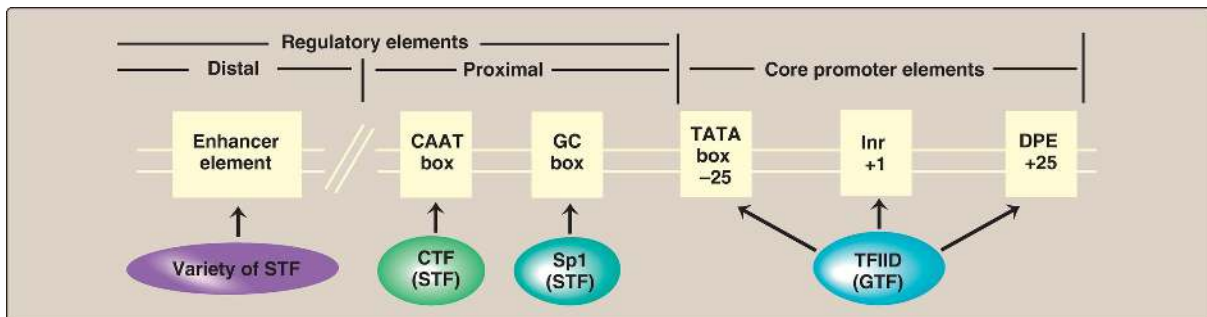 Regulatory elements
Distal
Proximal
Core promoter elements
Enhancer
element
CAAT
box
GC
box
TATA
box
–25
Inr
+1
DPE
+25
Variety of STF
CTF
(STF)
Sp1
(STF)
TFIID
(GTF)